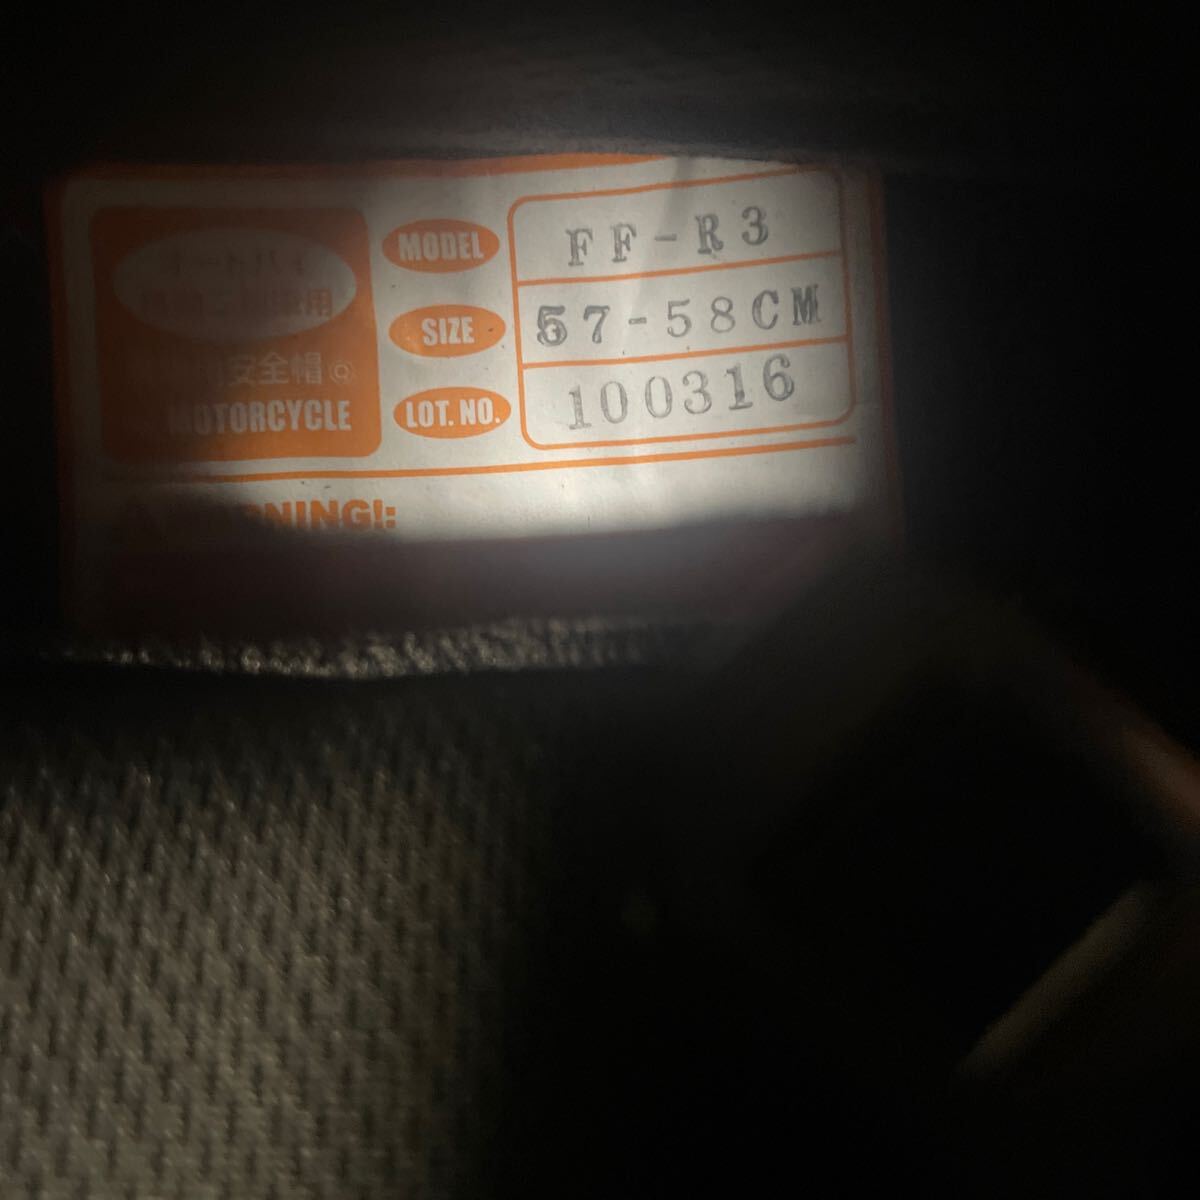 MODEL FF-R3
SIZE 57-58CM
LOT. NO. 100316
安全帽
MOTORCYCLE